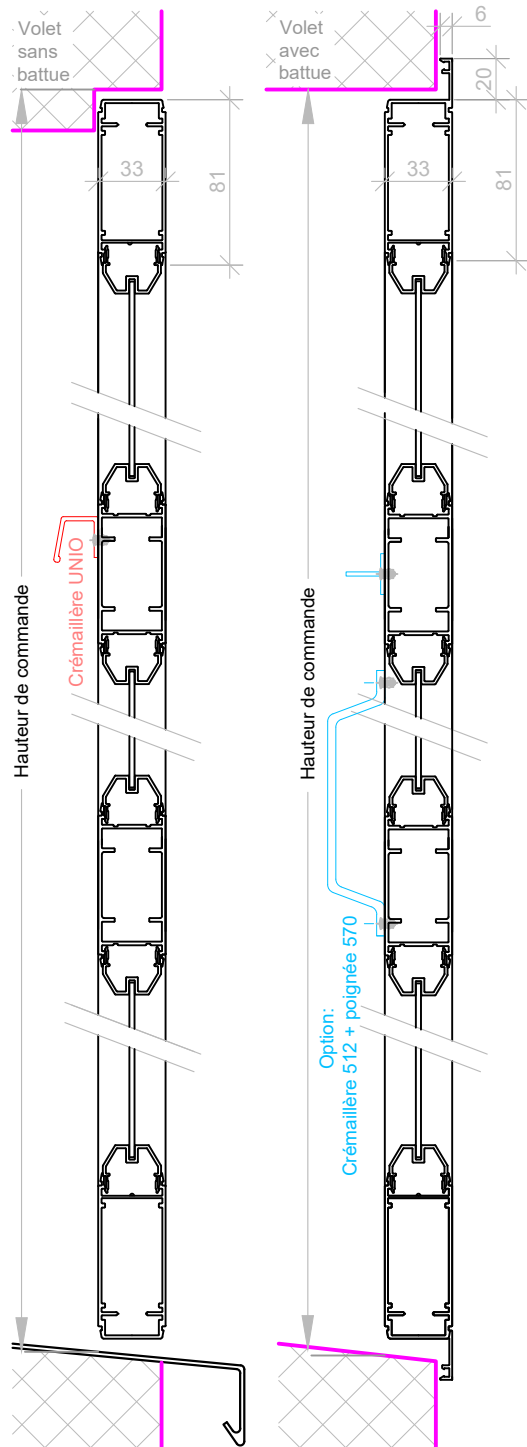 Volet
sans
battue
33
81
Crémaillère UNIO
Hauteur de commande
Volet
avec
battue
6
20
33
81
Hauteur de commande
Option:
Crémaillère 512 + poignée 570